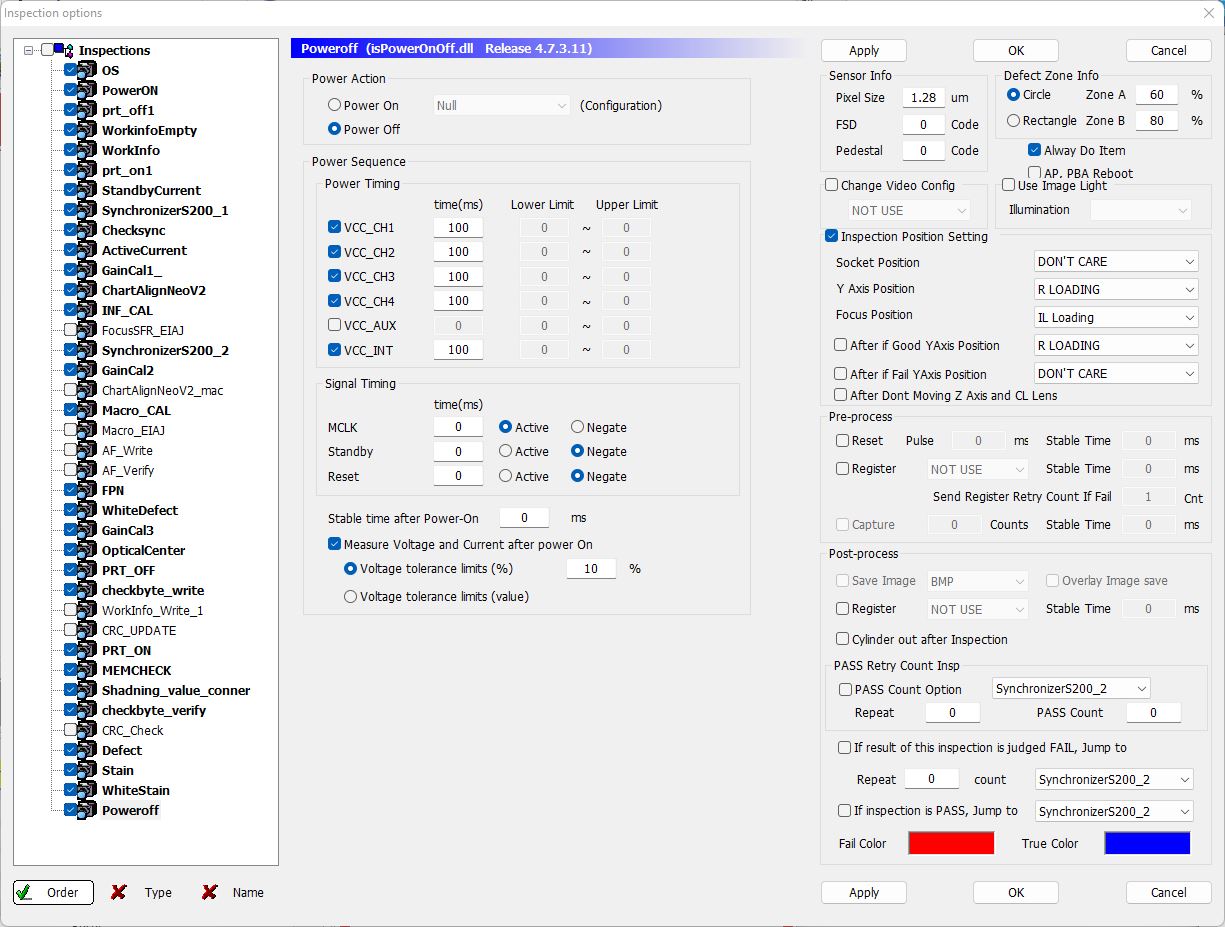 Inspection options
Inspections
OS
PowerON
prt_off1
WorkinfoEmpty
WorkInfo
prt_on1
StandbyCurrent
SynchronizerS200_1
Checksync
ActiveCurrent
GainCal1_
ChartAlignNeoV2
INF_CAL
FocusSFR_EIAJ
SynchronizerS200_2
GainCal2
ChartAlignNeoV2_mac
Macro_CAL
Macro_EIAJ
AF_Write
AF_Verify
FPN
WhiteDefect
GainCal3
OpticalCenter
PRT_OFF
checkbyte_write
WorkInfo_Write_1
CRC_UPDATE
PRT_ON
MEMCHECK
Shadning_value_conner
checkbyte_verify
CRC_Check
Defect
Stain
WhiteStain
Poweroff
Order Type Name
Poweroff (isPowerOnOff.dll Release 4.7.3.11)
Power Action
Power On Null (Configuration)
Power Off
Power Sequence
Power Timing
time(ms) Lower Limit Upper Limit
VCC_CH1 100 0 ~ 0
VCC_CH2 100 0 ~ 0
VCC_CH3 100 0 ~ 0
VCC_CH4 100 0 ~ 0
VCC_AUX 0 0 ~ 0
VCC_INT 100 0 ~ 0
Signal Timing
time(ms)
MCLK 0 Active Negate
Standby 0 Active Negate
Reset 0 Active Negate
Stable time after Power-On 0 ms
Measure Voltage and Current after power On
Voltage tolerance limits (%) 10 %
Voltage tolerance limits (value)
Apply OK Cancel
Sensor Info
Pixel Size 1.28 um
FSD 0 Code
Pedestal 0 Code
Defect Zone Info
Circle Zone A 60 %
Rectangle Zone B 80 %
Alway Do Item
AP, PBA Reboot
Change Video Config
NOT USE
Use Image Light
Illumination
Inspection Position Setting
Socket Position DON'T CARE
Y Axis Position R LOADING
Focus Position IL Loading
After if Good YAxis Position R LOADING
After if Fail YAxis Position DON'T CARE
After Dont Moving Z Axis and CL Lens
Pre-process
Reset Pulse 0 ms Stable Time 0 ms
Register NOT USE Stable Time 0 ms
Send Register Retry Count If Fail 1 Cnt
Capture 0 Counts Stable Time 0 ms
Post-process
Save Image BMP Overlay Image save
Register NOT USE Stable Time 0 ms
Cylinder out after Inspection
PASS Retry Count Insp
PASS Count Option SynchronizerS200_2
Repeat 0 PASS Count 0
If result of this inspection is judged FAIL, Jump to
Repeat 0 count SynchronizerS200_2
If inspection is PASS, Jump to SynchronizerS200_2
Fail Color True Color
Apply OK Cancel